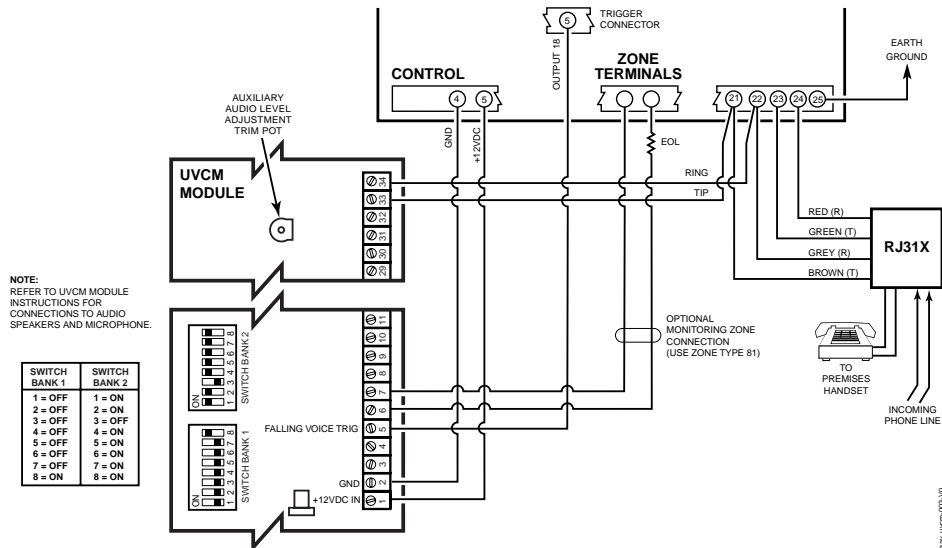 TRIGGER
CONNECTOR
5
OUTPUT 18
EARTH
GROUND
CONTROL
ZONE
TERMINALS
4
5
21
22
23
24
25
AUXILIARY
AUDIO LEVEL
ADJUSTMENT
TRIM POT
GND
+12VDC
EOL
UVCM
MODULE
34
33
32
31
30
29
RING
TIP
RED (R)
GREEN (T)
GREY (R)
BROWN (T)
RJ31X
NOTE:
REFER TO UVCM MODULE
INSTRUCTIONS FOR
CONNECTIONS TO AUDIO
SPEAKERS AND MICROPHONE.
SWITCH BANK 1 SWITCH BANK 2
1 = OFF 1 = ON
2 = OFF 2 = ON
3 = OFF 3 = OFF
4 = OFF 4 = ON
5 = OFF 5 = ON
6 = OFF 6 = ON
7 = OFF 7 = ON
8 = ON 8 = ON
ON
1 2 3 4 5 6 7 8
SWITCH BANK 2
ON
1 2 3 4 5 6 7 8
SWITCH BANK 1
11
10
9
8
7
6
5
4
3
2
1
FALLING VOICE TRIG
GND
+12VDC IN
OPTIONAL
MONITORING ZONE
CONNECTION
(USE ZONE TYPE 81)
TO
PREMISES
HANDSET
INCOMING
PHONE LINE